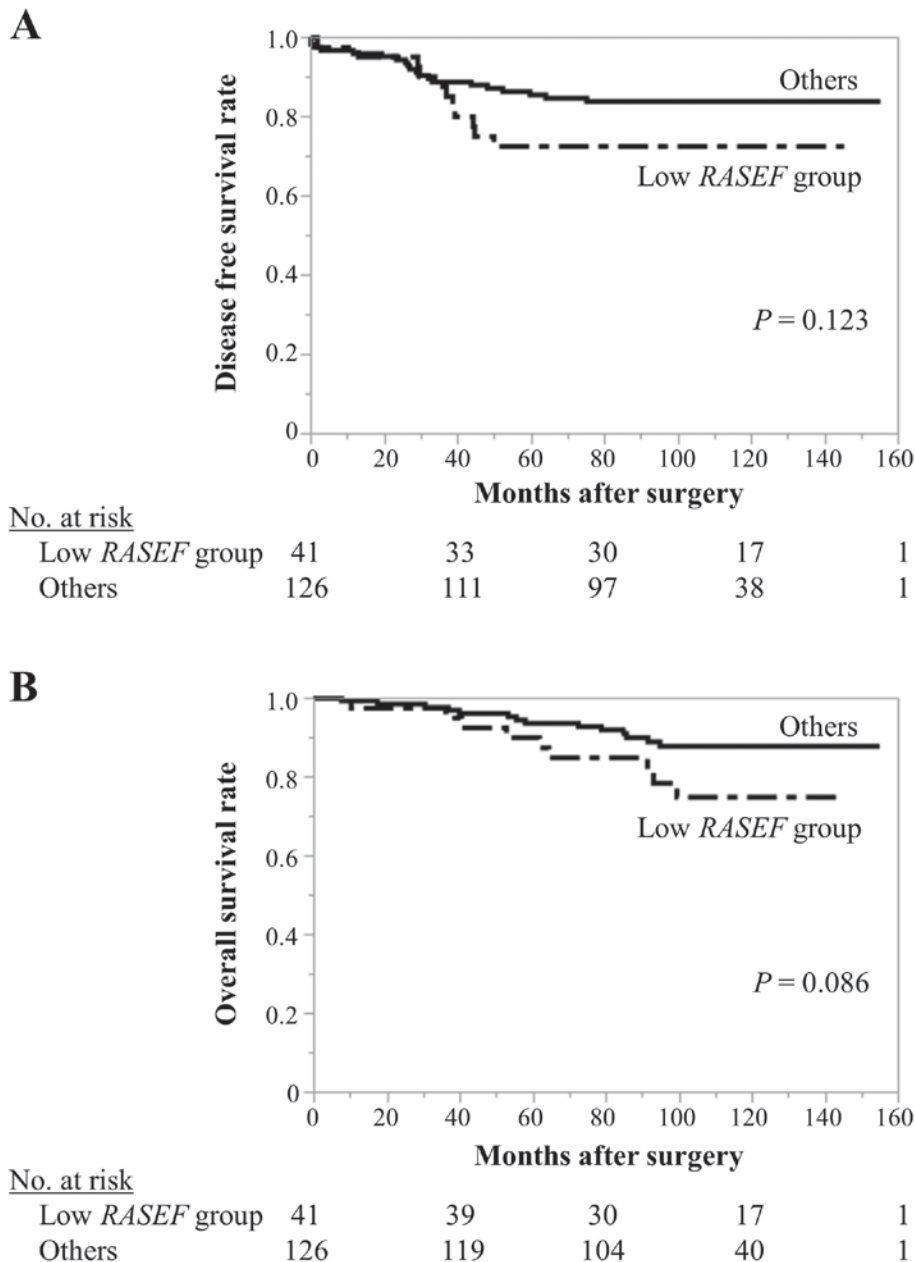 A
1.0
0.8
0.6
0.4
0.2
0
Disease free survival rate
Others
Low RASEF group
P = 0.123
0 20 40 60 80 100 120 140 160
Months after surgery
No. at risk
Low RASEF group 41 33 30 17 1
Others 126 111 97 38 1
B
1.0
0.8
0.6
0.4
0.2
0
Overall survival rate
Others
Low RASEF group
P = 0.086
0 20 40 60 80 100 120 140 160
Months after surgery
No. at risk
Low RASEF group 41 39 30 17 1
Others 126 119 104 40 1